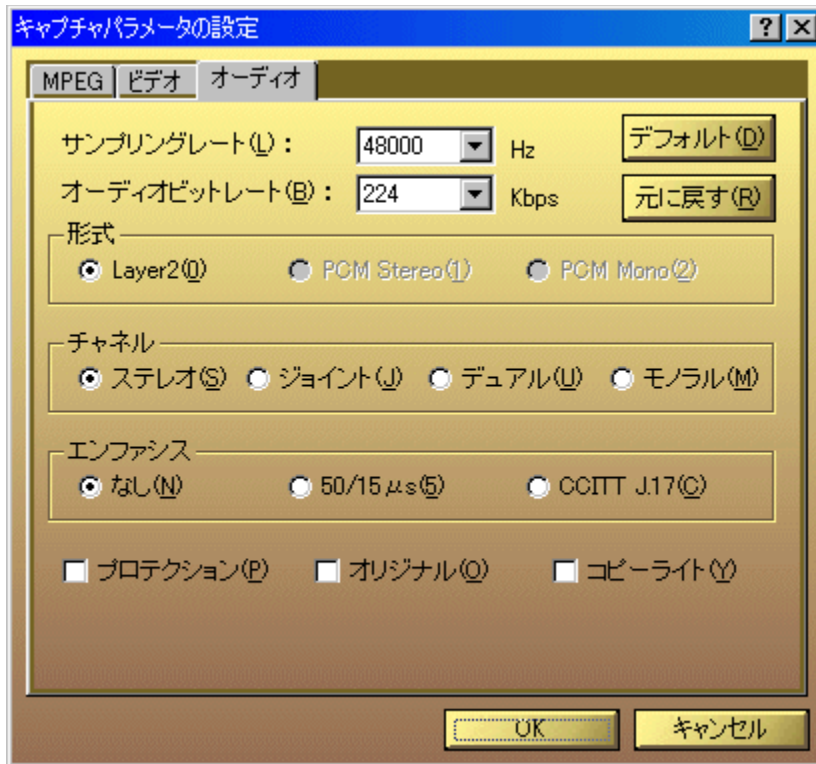 キャプチャパラメータの設定
MPEG ビデオ オーディオ
サンプリングレート(L)： 48000 Hz デフォルト(D)
オーディオビットレート(B)： 224 Kbps 元に戻す(R)
形式
Layer2(0) PCM Stereo(1) PCM Mono(2)
チャネル
ステレオ(S) ジョイント(J) デュアル(U) モノラル(M)
エンファシス
なし(N) 50/15μs(5) CCITT J.17(C)
プロテクション(P) オリジナル(O) コピーライト(Y)
OK キャンセル